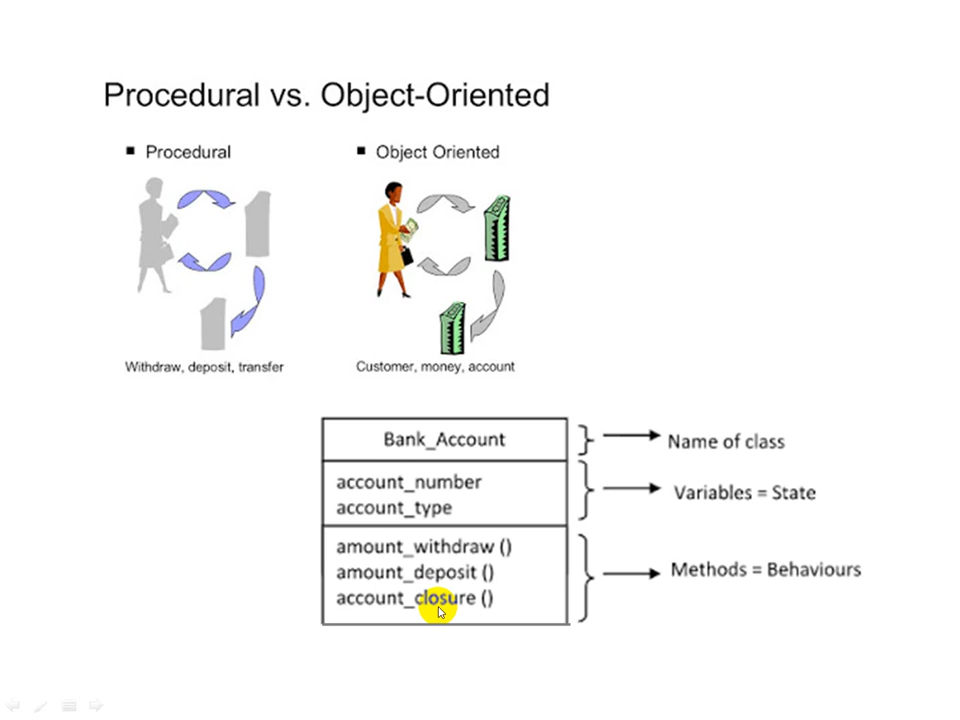 Procedural vs. Object-Oriented
▪ Procedural
▪ Object Oriented
Withdraw, deposit, transfer
Customer, money, account
Bank_Account
Name of class
account_number
account_type
Variables = State
amount_withdraw ()
amount_deposit ()
account_closure ()
Methods = Behaviours